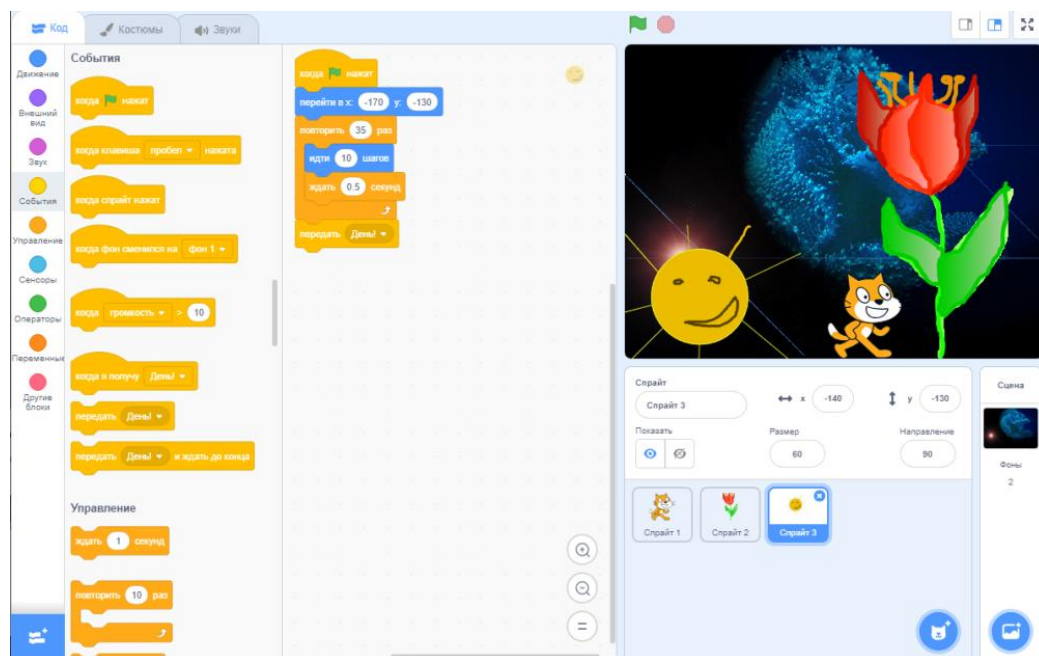 Код
Костюмы
Звуки
Движение
Внешний
вид
Звук
События
Управление
Сенсоры
Операторы
Переменные
Другие
блоки
События
когда нажат
когда клавиша пробел нажата
когда спрайт нажат
когда фон сменился на фон 1
когда громкость > 10
когда я получу День!
передать День!
передать День! и ждать до конца
Управление
ждать 1 секунд
повторить 10 раз
когда нажат
перейти в x: -170 y: -130
повторить 35 раз
идти 10 шагов
ждать 0.5 секунд
передать День!
Спрайт
Спрайт 3
x -140
y -130
Показать
Размер
60
Направление
90
Спрайт 1
Спрайт 2
Спрайт 3
Сцена
Фоны
2